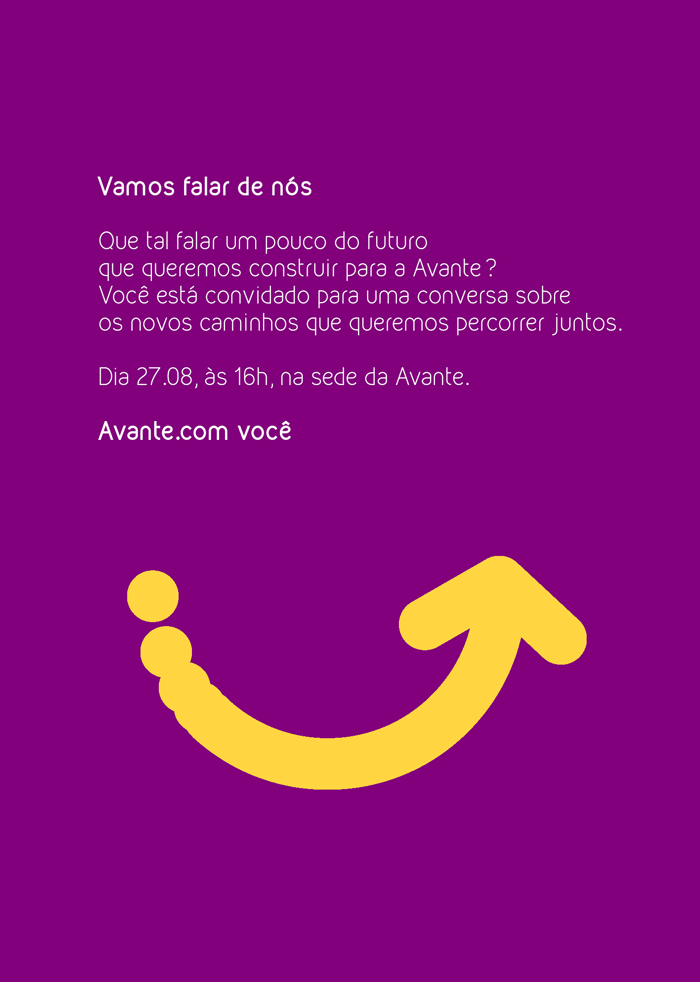 Vamos falar de nós
Que tal falar um pouco do futuro
que queremos construir para a Avante?
Você está convidado para uma conversa sobre
os novos caminhos que queremos percorrer juntos.
Dia 27.08, às 16h, na sede da Avante.
Avante.com você